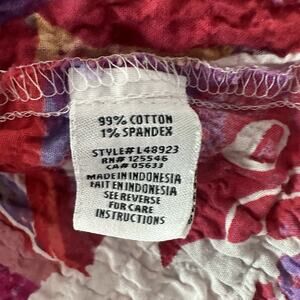 99% COTTON
1% SPANDEX
STYLE# L48923
RN# 125546
CA# 05633
MADE IN INDONESIA
FAIT EN INDONESIA
SEE REVERSE
FOR CARE
INSTRUCTIONS